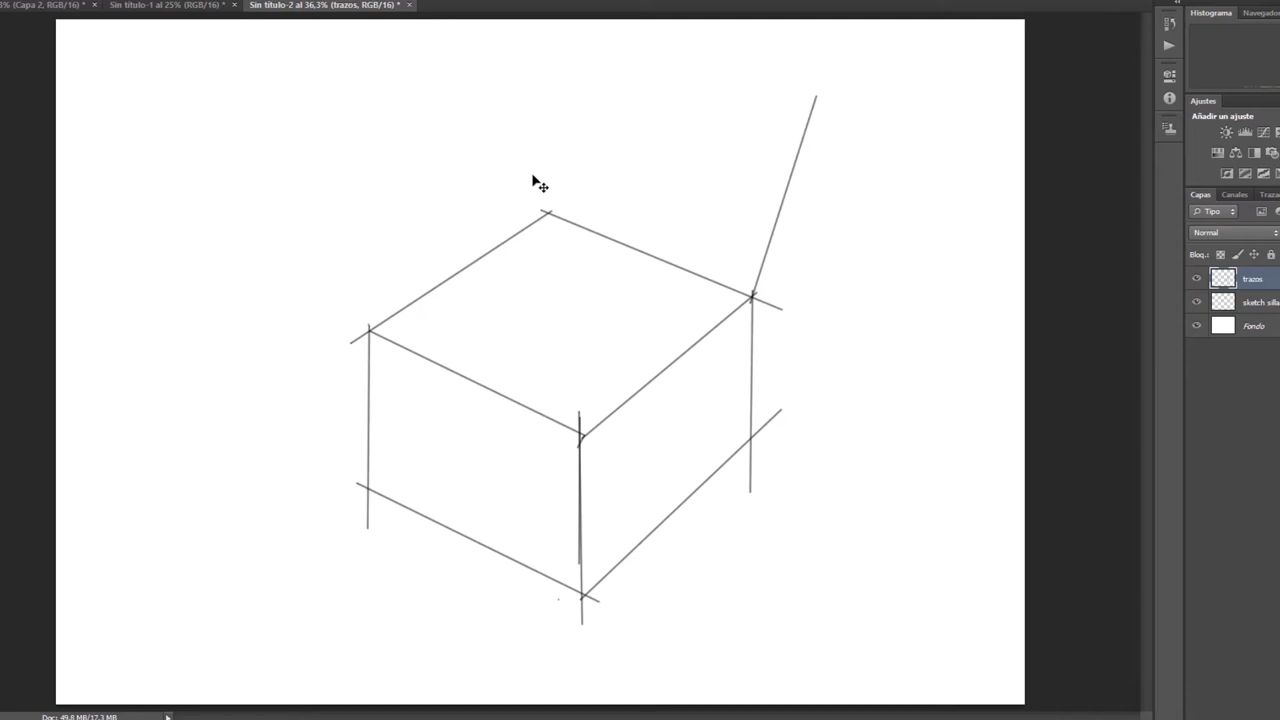 3% (Capa 2, RGB/16) * ×
Sin título-1 al 25% (RGB/16) * ×
Sin título-2 al 36,3% (trazos, RGB/16) * ×
Histograma
Navegador
Ajustes
Añadir un ajuste
Capas
Canales
Traza
Tipo
Normal
Bloq.:
trazos
sketch silla
Fondo
Doc: 49,8 MB/17,3 MB